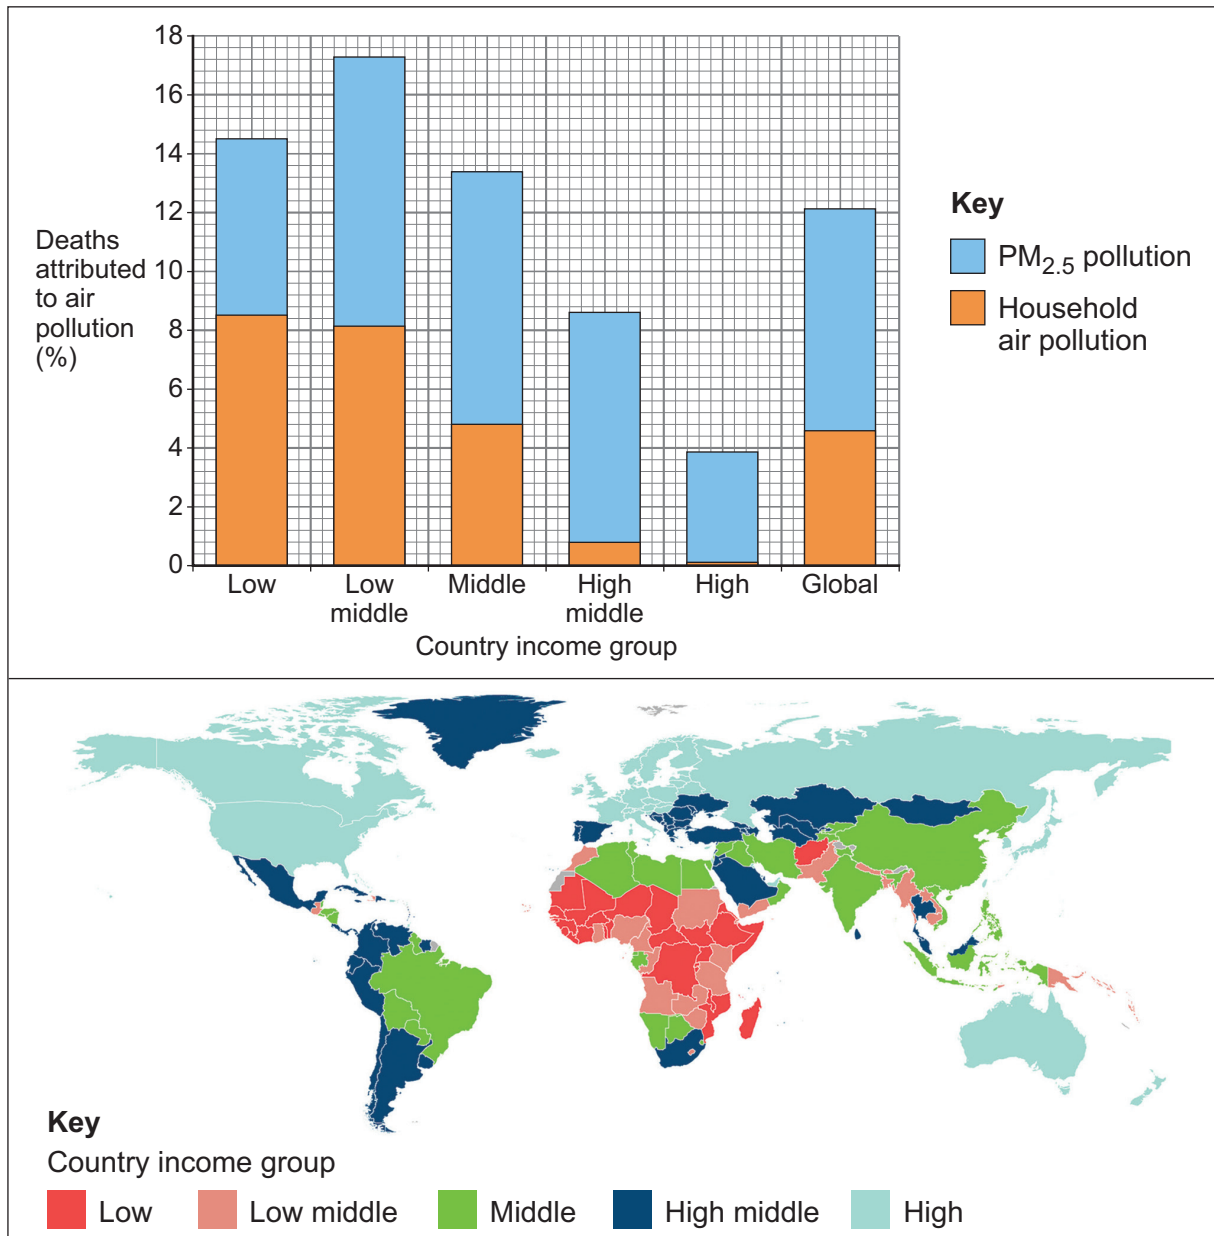 18
16
14
12
10
8
6
4
2
0
Deaths
attributed
to air
pollution
(%)
Low
Low
middle
Middle
High
middle
High
Global
Country income group
Key
PM2.5 pollution
Household
air pollution
Key
Country income group
Low
Low middle
Middle
High middle
High